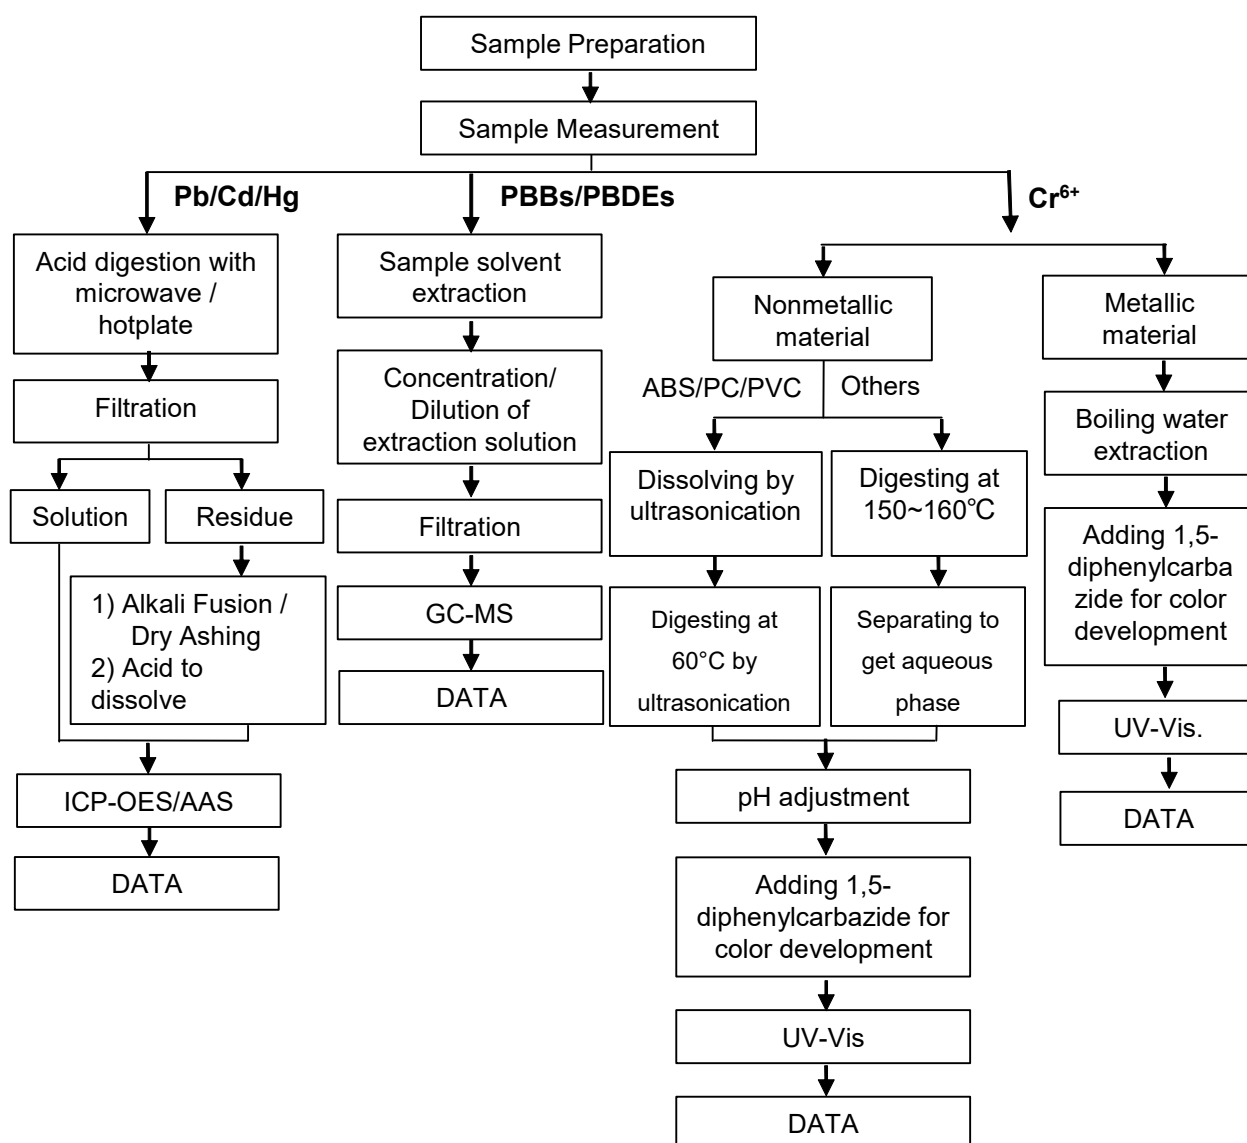 Sample Preparation
Sample Measurement
Pb/Cd/Hg
PBBs/PBDEs
Cr⁶⁺
Acid digestion with
microwave /
hotplate
Filtration
Solution
Residue
1) Alkali Fusion /
Dry Ashing
2) Acid to
dissolve
ICP-OES/AAS
DATA
Sample solvent
extraction
Concentration/
Dilution of
extraction solution
Filtration
GC-MS
DATA
Nonmetallic
material
ABS/PC/PVC
Others
Dissolving by
ultrasonication
Digesting at
60°C by
ultrasonication
Digesting at
150~160℃
Separating to
get aqueous
phase
pH adjustment
Adding 1,5-
diphenylcarbazide for
color development
UV-Vis
DATA
Metallic
material
Boiling water
extraction
Adding 1,5-
diphenylcarba
zide for color
development
UV-Vis.
DATA